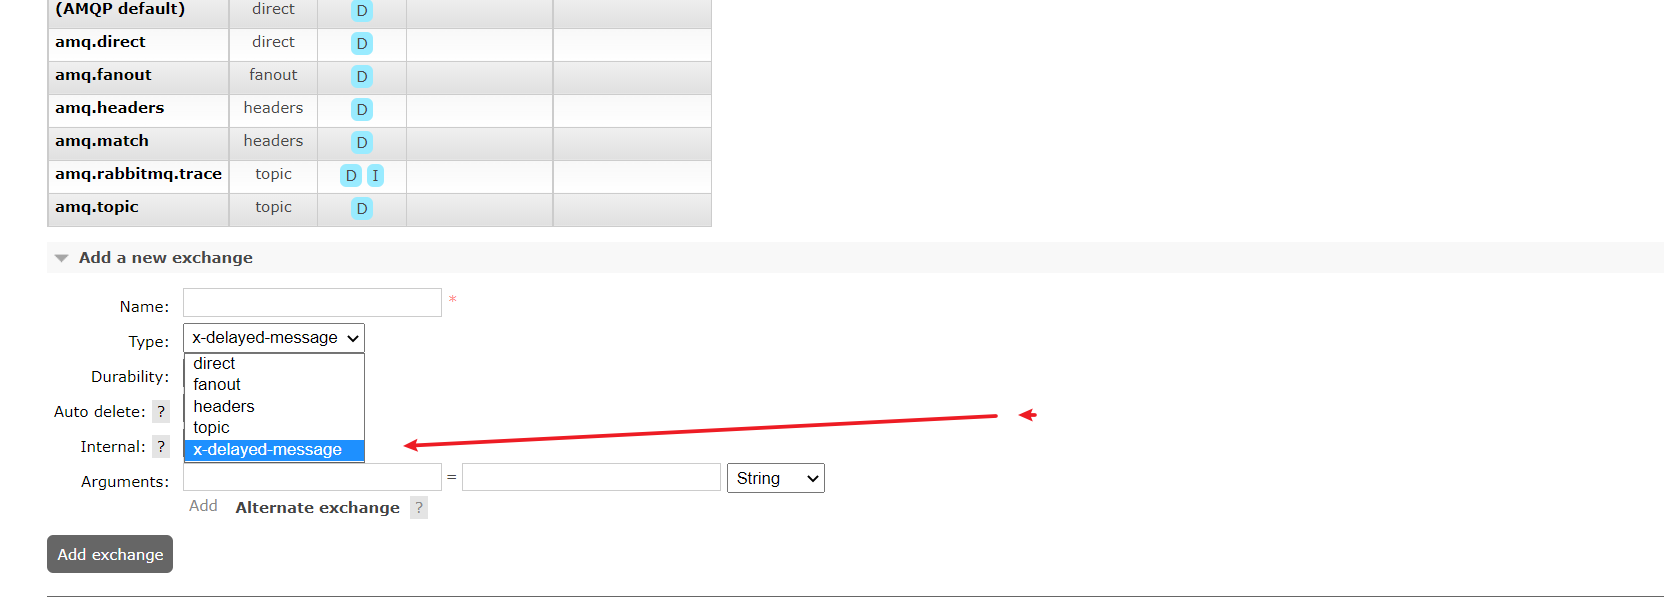 (AMQP default) direct D
amq.direct direct D
amq.fanout fanout D
amq.headers headers D
amq.match headers D
amq.rabbitmq.trace topic D I
amq.topic topic D
Add a new exchange
Name: *
Type: x-delayed-message
direct
Durability:
fanout
Auto delete: ?
headers
topic
Internal: ?
x-delayed-message
Arguments: = String
Add Alternate exchange ?
Add exchange